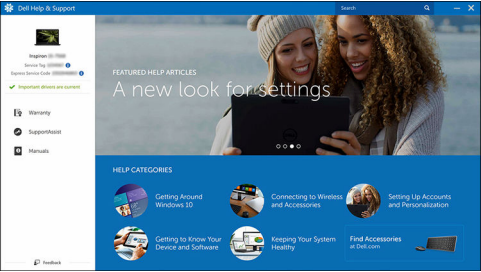 Dell Help & Support
Search
Inspiron
Service Tag
Express Service Code
Important drivers are current
Warranty
SupportAssist
Manuals
Feedback
FEATURED HELP ARTICLES
A new look for settings
HELP CATEGORIES
Getting Around
Windows 10
Connecting to Wireless
and Accessories
Setting Up Accounts
and Personalization
Getting to Know Your
Device and Software
Keeping Your System
Healthy
Find Accessories
at Dell.com